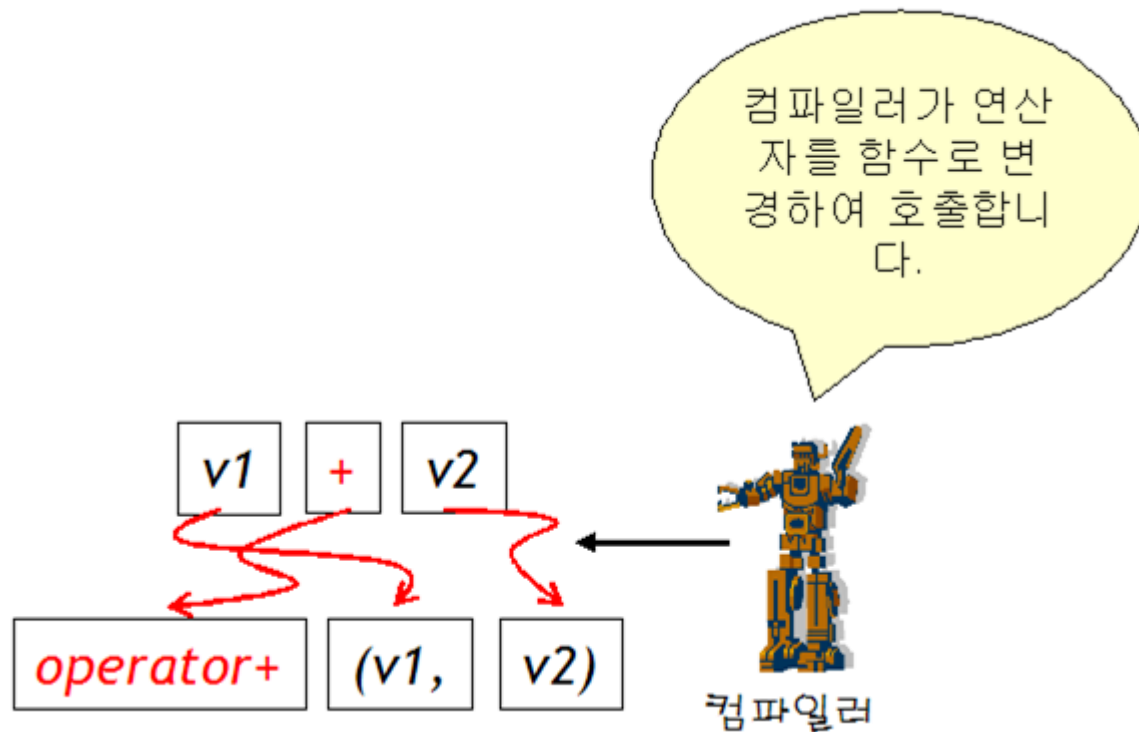 컴파일러가 연산
자를 함수로 변
경하여 호출합니
다.
v1 + v2
operator+ (v1, v2)
컴파일러